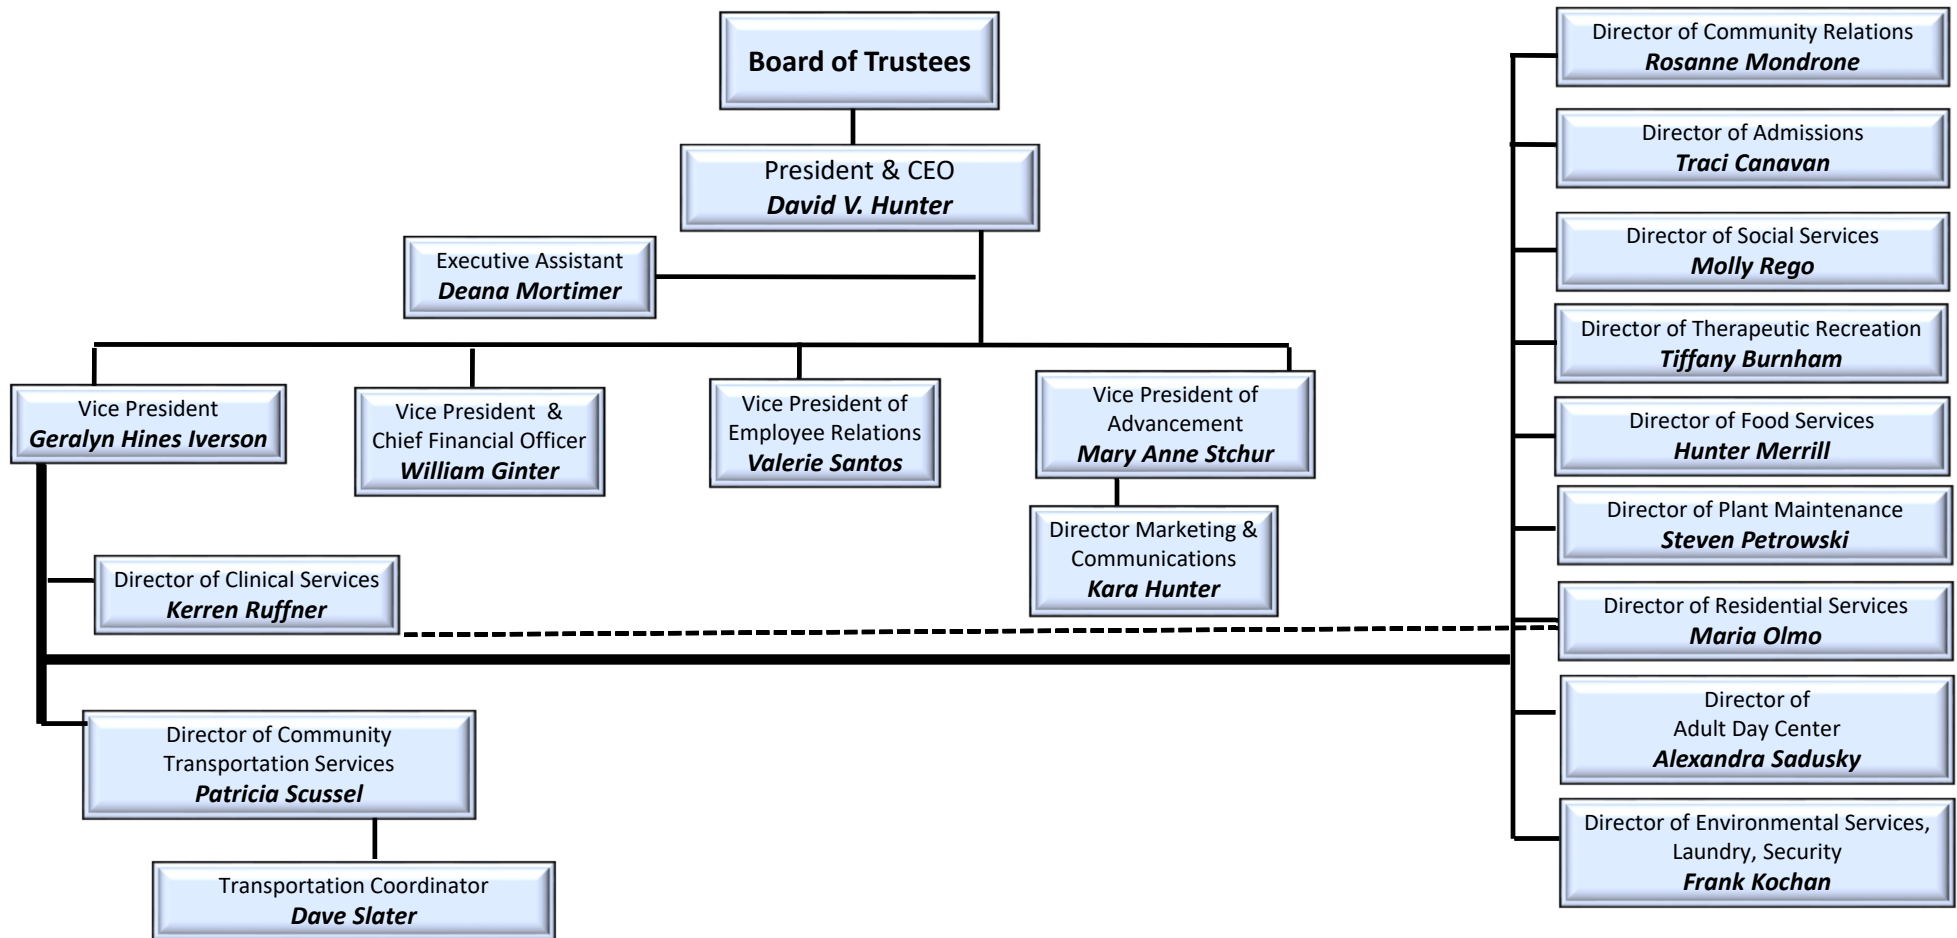 Board of Trustees
President & CEO
David V. Hunter
Executive Assistant
Deana Mortimer
Vice President
Geralyn Hines Iverson
Vice President &
Chief Financial Officer
William Ginter
Vice President of
Employee Relations
Valerie Santos
Vice President of
Advancement
Mary Anne Stchur
Director Marketing &
Communications
Kara Hunter
Director of Clinical Services
Kerren Ruffner
Director of Community
Transportation Services
Patricia Scussel
Transportation Coordinator
Dave Slater
Director of Community Relations
Rosanne Mondrone
Director of Admissions
Traci Canavan
Director of Social Services
Molly Rego
Director of Therapeutic Recreation
Tiffany Burnham
Director of Food Services
Hunter Merrill
Director of Plant Maintenance
Steven Petrowski
Director of Residential Services
Maria Olmo
Director of
Adult Day Center
Alexandra Sadusky
Director of Environmental Services,
Laundry, Security
Frank Kochan